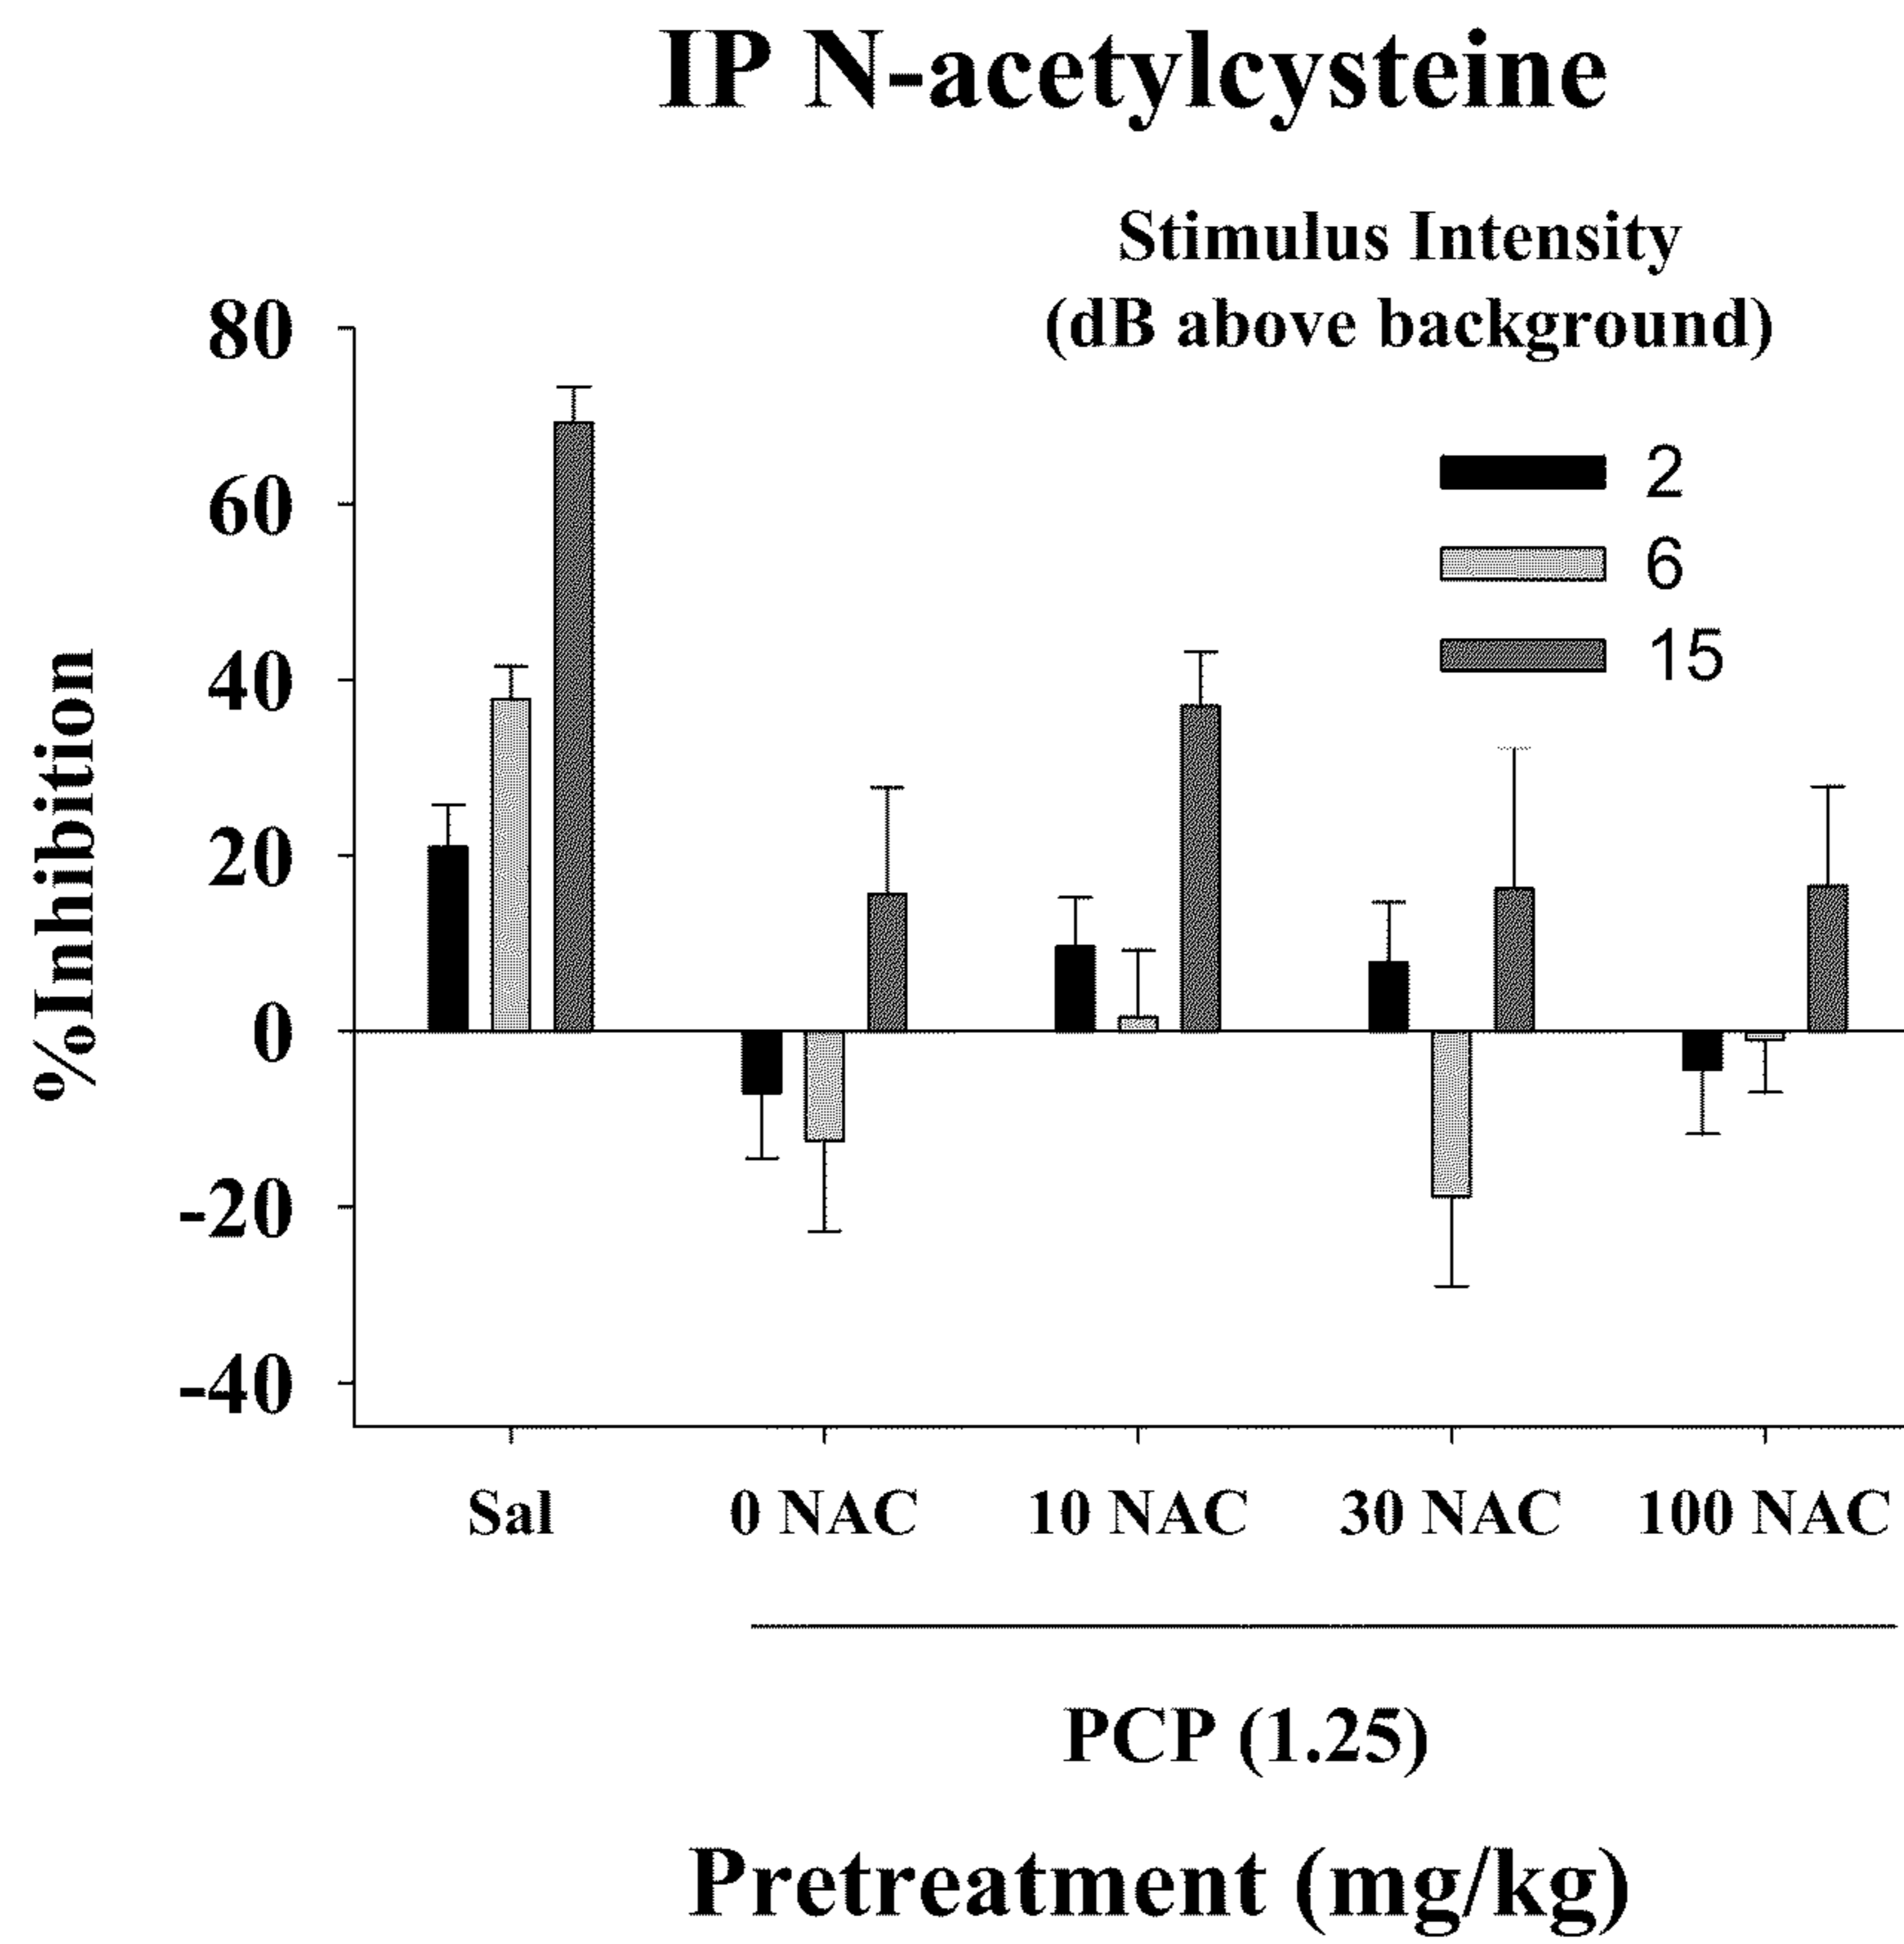 IP N-acetylcysteine
Stimulus Intensity
(dB above background)
2
6
15
80
60
40
20
0
-20
-40
%Inhibition
Sal 0 NAC 10 NAC 30 NAC 100 NAC
PCP (1.25)
Pretreatment (mg/kg)